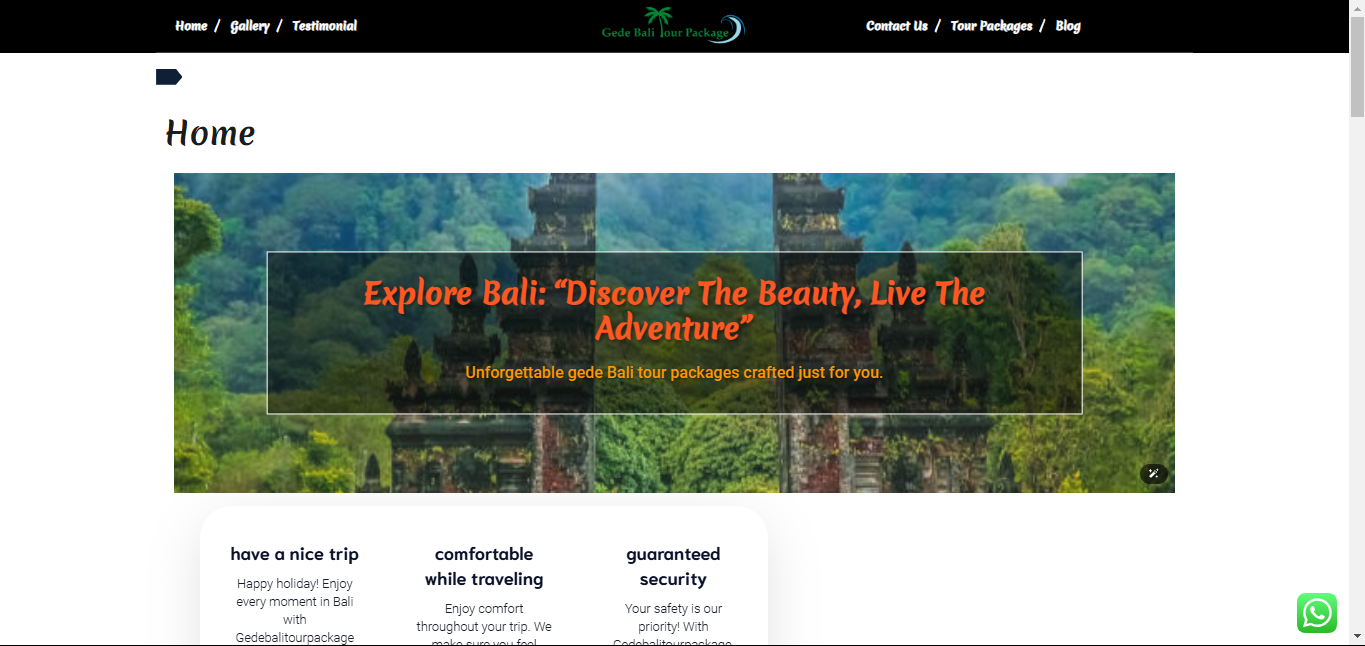 Home / Gallery / Testimonial
Gede Bali Tour Package
Contact Us / Tour Packages / Blog
Home
Explore Bali: “Discover The Beauty, Live The
Adventure”
Unforgettable gede Bali tour packages crafted just for you.
have a nice trip
Happy holiday! Enjoy
every moment in Bali
with
Gedebalitourpackage
comfortable
while traveling
Enjoy comfort
throughout your trip. We
make sure you feel
guaranteed
security
Your safety is our
priority! With
Gedebalitourpackage